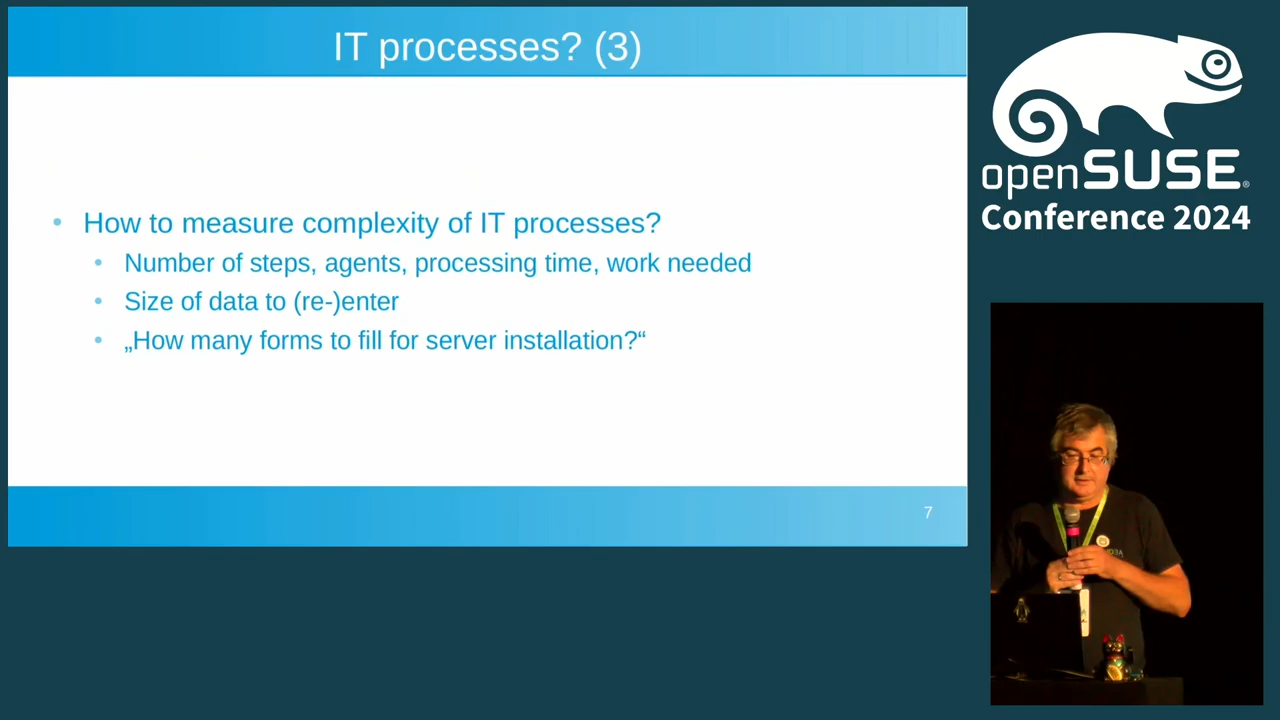 IT processes? (3)
How to measure complexity of IT processes?
Number of steps, agents, processing time, work needed
Size of data to (re-)enter
„How many forms to fill for server installation?“
7
openSUSE®
Conference 2024